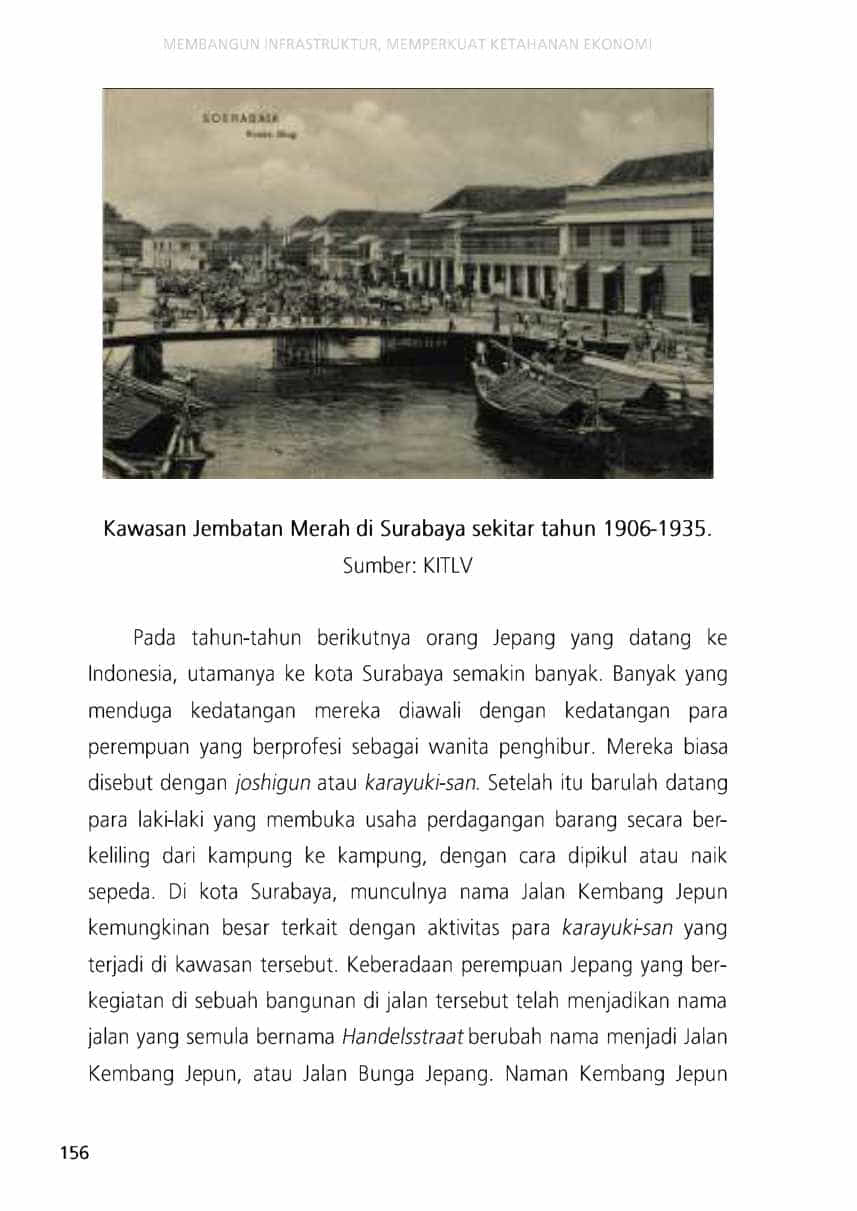 MEMBANGUN INFRASTRUKTUR, MEMPERKUAT KETAHANAN EKONOMI
SOERABAIA
Kawasan Jembatan Merah di Surabaya sekitar tahun 1906-1935.
Sumber: KITLV
Pada tahun-tahun berikutnya orang Jepang yang datang ke
Indonesia, utamanya ke kota Surabaya semakin banyak. Banyak yang
menduga kedatangan mereka diawali dengan kedatangan para
perempuan yang berprofesi sebagai wanita penghibur. Mereka biasa
disebut dengan joshigun atau karayuki-san. Setelah itu barulah datang
para laki-laki yang membuka usaha perdagangan barang secara ber-
keliling dari kampung ke kampung, dengan cara dipikul atau naik
sepeda. Di kota Surabaya, munculnya nama Jalan Kembang Jepun
kemungkinan besar terkait dengan aktivitas para karayuki-san yang
terjadi di kawasan tersebut. Keberadaan perempuan Jepang yang ber-
kegiatan di sebuah bangunan di jalan tersebut telah menjadikan nama
jalan yang semula bernama Handelsstraat berubah nama menjadi Jalan
Kembang Jepun, atau Jalan Bunga Jepang. Naman Kembang Jepun
156